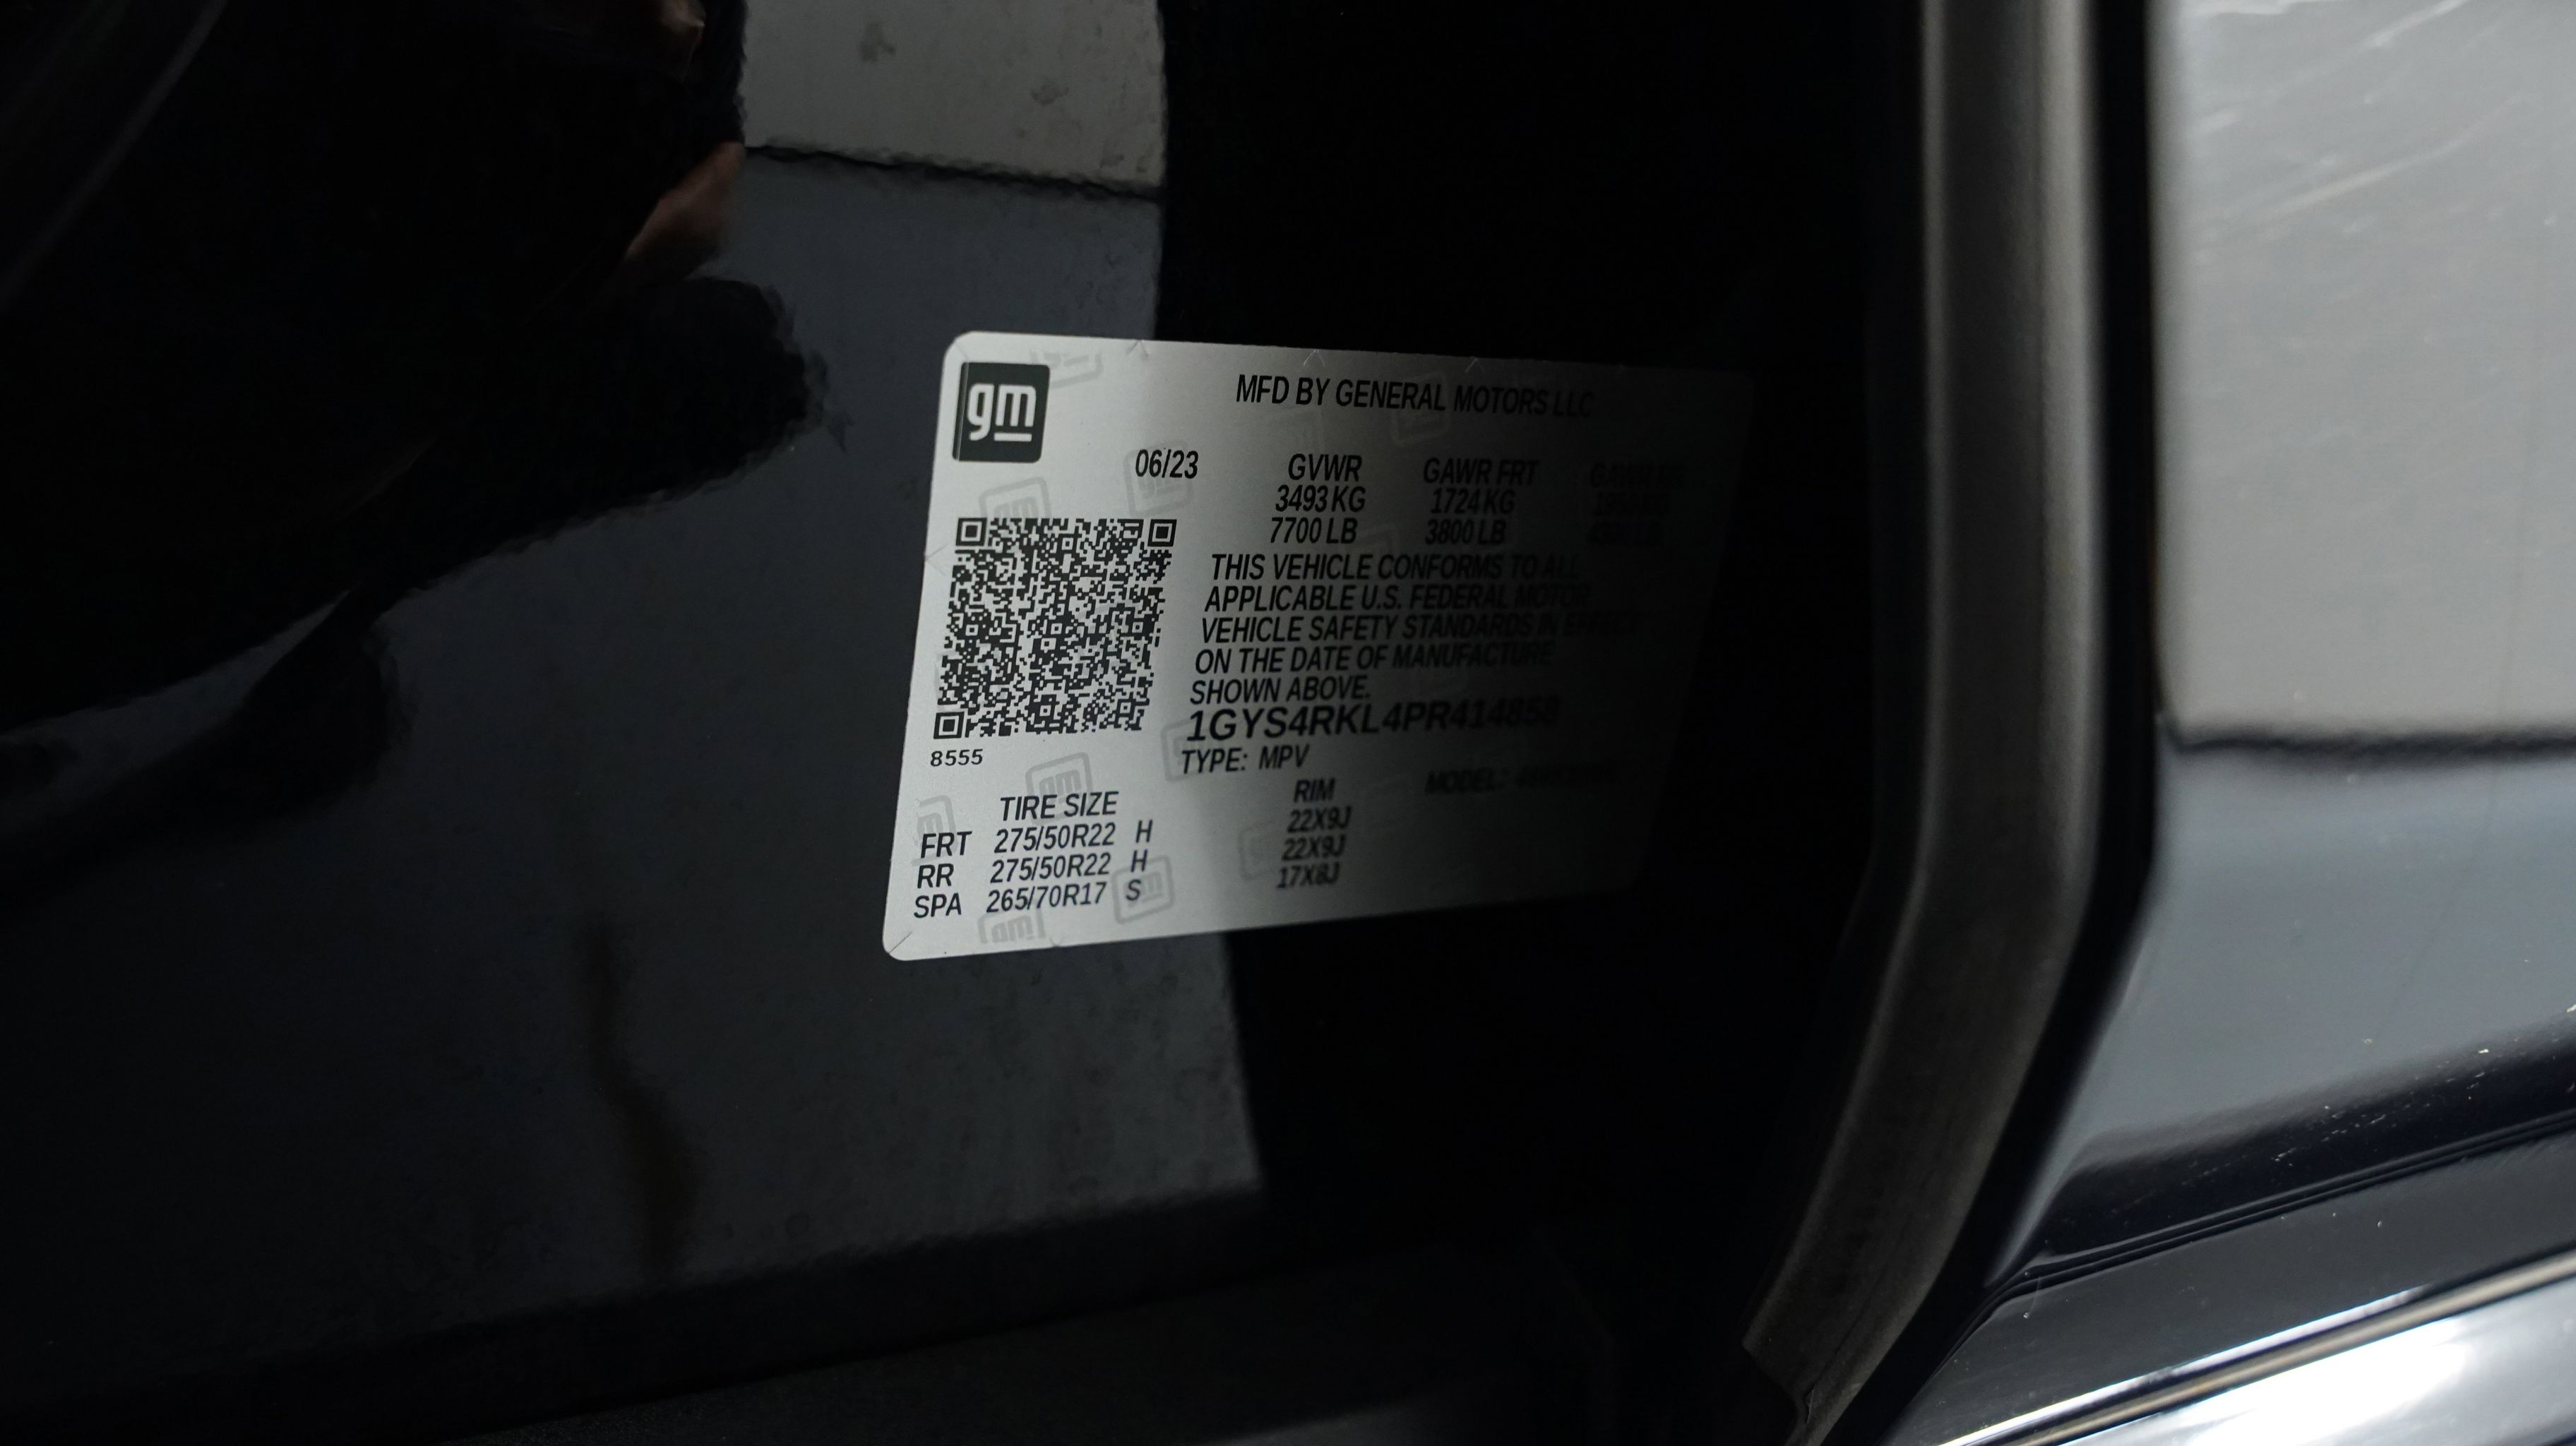 gm
MFD BY GENERAL MOTORS LLC
06/23 GVWR GAWR FRT
3493 KG 1724 KG
7700 LB 3800 LB
THIS VEHICLE CONFORMS TO ALL
APPLICABLE U.S. FEDERAL MOTOR
VEHICLE SAFETY STANDARDS IN EFFECT
ON THE DATE OF MANUFACTURE
SHOWN ABOVE.
1GYS4RKL4PR414858
8555
TYPE: MPV MODEL:
TIRE SIZE RIM
FRT 275/50R22 H 22X9J
RR 275/50R22 H 22X9J
SPA 265/70R17 S 17X8J